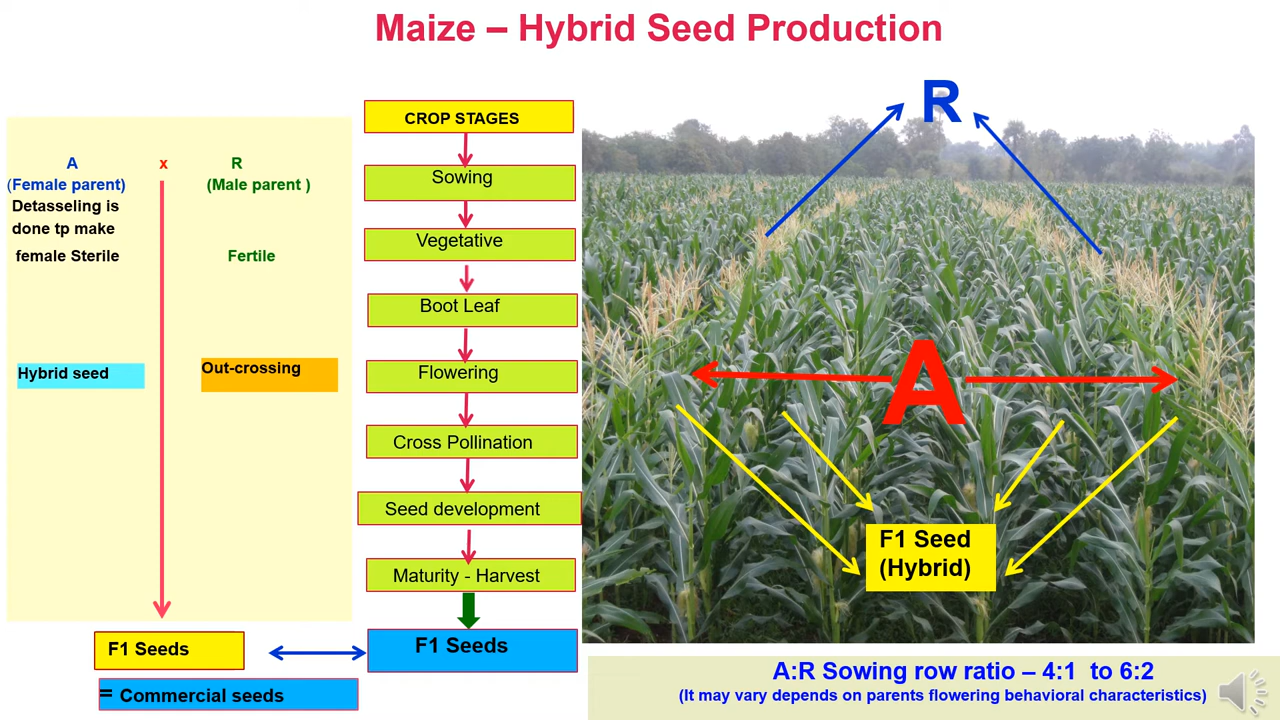 Maize – Hybrid Seed Production
A x R
(Female parent) (Male parent )
Detasseling is
done tp make
female Sterile Fertile
Hybrid seed Out-crossing
F1 Seeds
= Commercial seeds
CROP STAGES
Sowing
Vegetative
Boot Leaf
Flowering
Cross Pollination
Seed development
Maturity - Harvest
F1 Seeds
R
A
F1 Seed
(Hybrid)
A:R Sowing row ratio – 4:1 to 6:2
(It may vary depends on parents flowering behavioral characteristics)